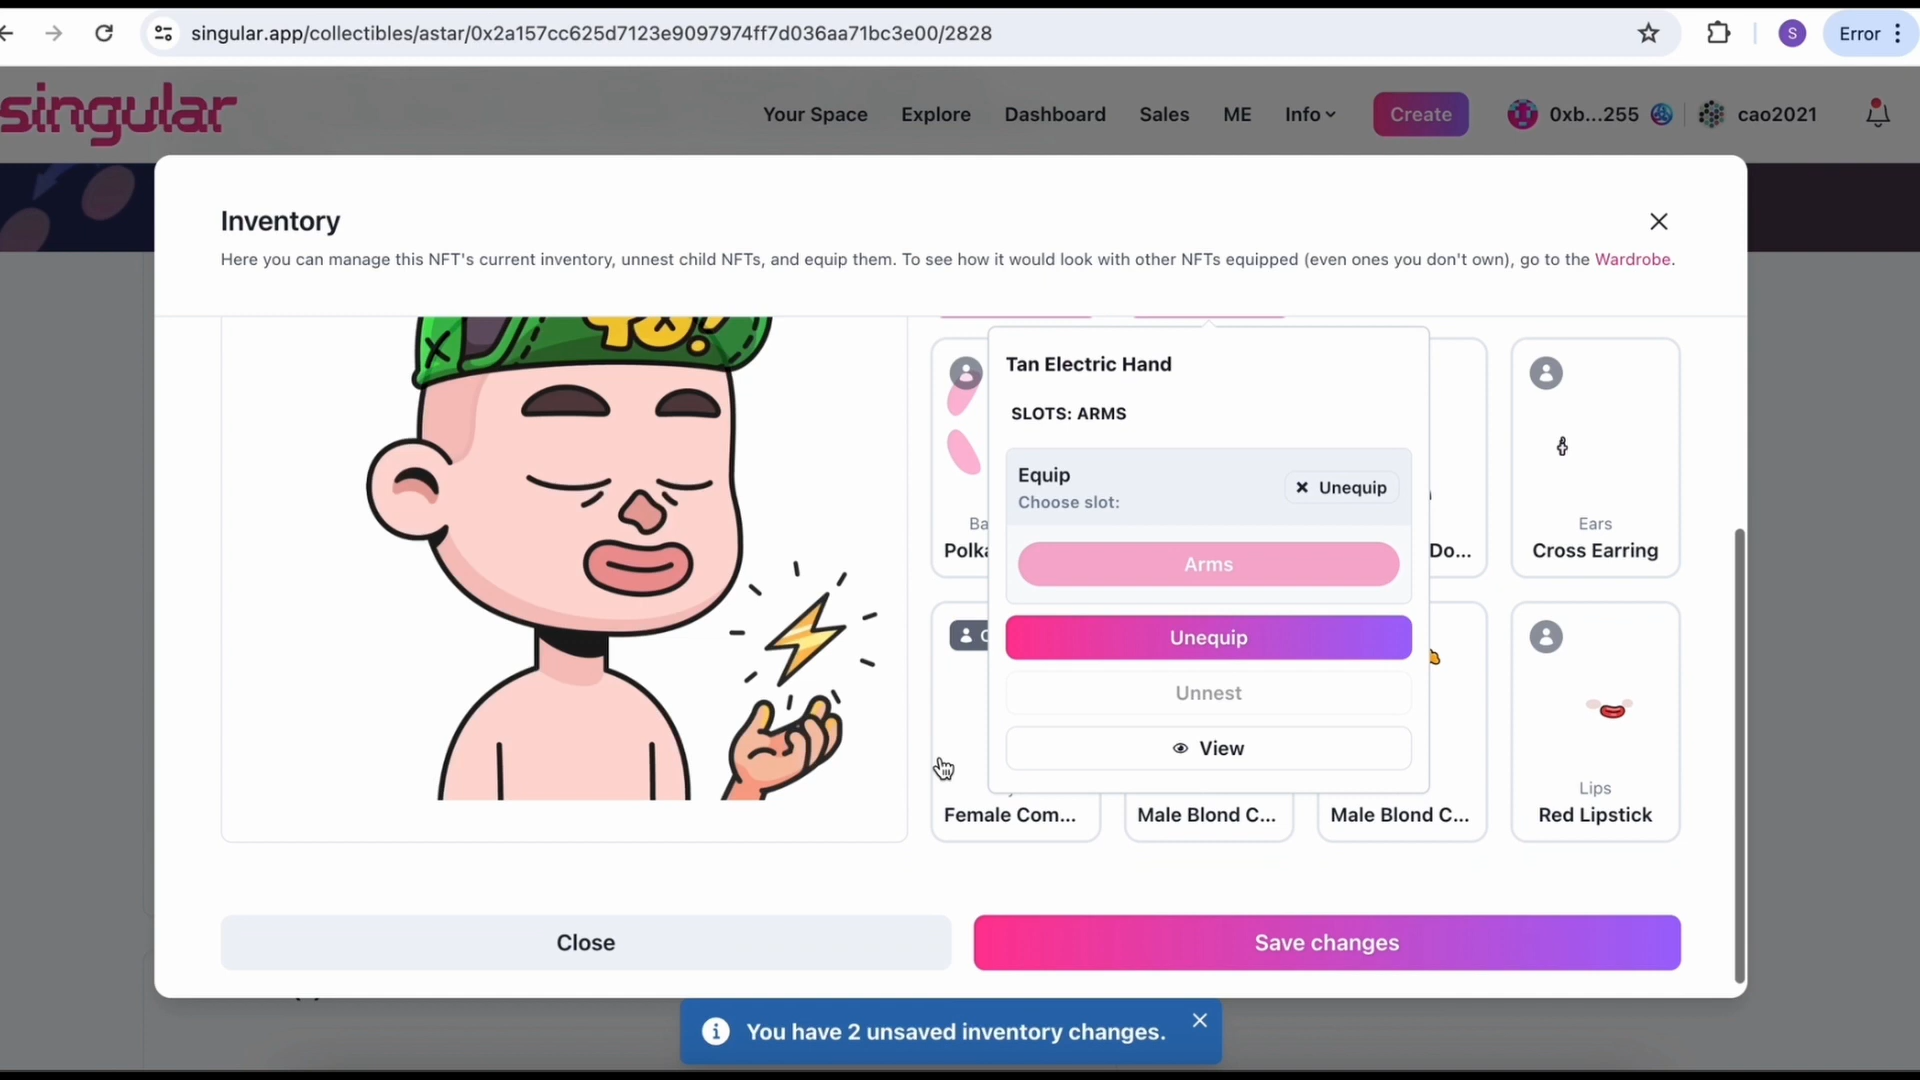 singular.app/collectibles/astar/0x2a157cc625d7123e9097974ff7d036aa71bc3e00/2828
S
Error
singular
Your Space
Explore
Dashboard
Sales
ME
Info
Create
0xb...255
cao2021
Inventory
Here you can manage this NFT's current inventory, unnest child NFTs, and equip them. To see how it would look with other NFTs equipped (even ones you don't own), go to the Wardrobe.
Tan Electric Hand
SLOTS: ARMS
Equip
Choose slot:
Unequip
Arms
Unequip
Unnest
View
Ba
Polka
Do...
Ears
Cross Earring
Female Com...
Male Blond C...
Male Blond C...
Lips
Red Lipstick
Close
Save changes
You have 2 unsaved inventory changes.